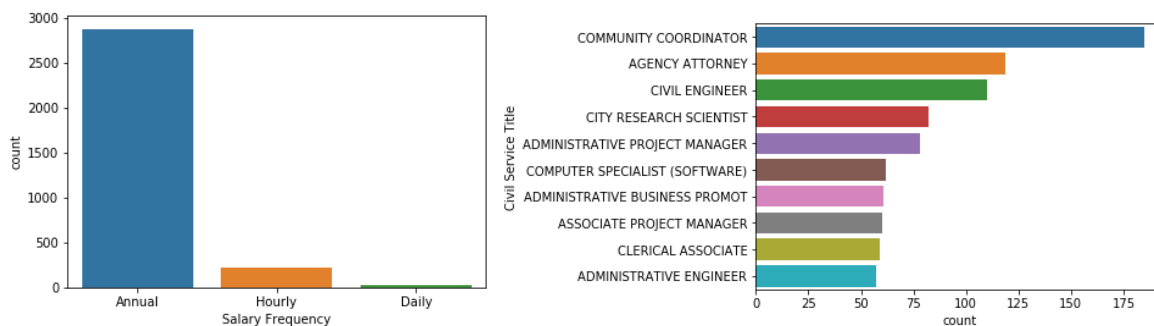 3000
2500
2000
1500
1000
500
0
count
Annual Hourly Daily
Salary Frequency
Civil Service Title
COMMUNITY COORDINATOR
AGENCY ATTORNEY
CIVIL ENGINEER
CITY RESEARCH SCIENTIST
ADMINISTRATIVE PROJECT MANAGER
COMPUTER SPECIALIST (SOFTWARE)
ADMINISTRATIVE BUSINESS PROMOT
ASSOCIATE PROJECT MANAGER
CLERICAL ASSOCIATE
ADMINISTRATIVE ENGINEER
0 25 50 75 100 125 150 175
count